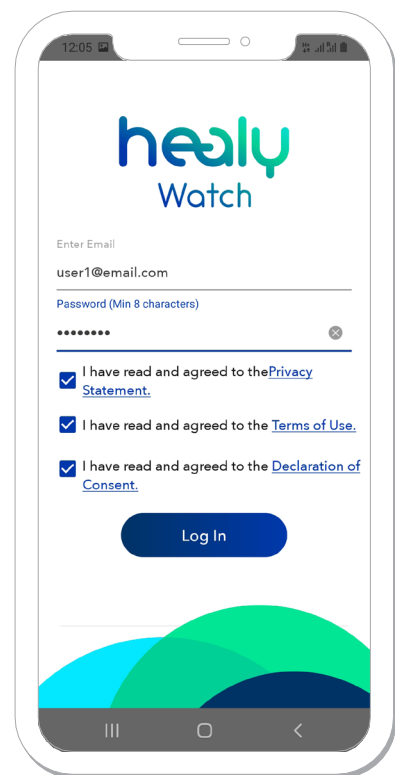 12:05
healy
Watch
Enter Email
user1@email.com
Password (Min 8 characters)
••••••••
I have read and agreed to thePrivacy
Statement.
I have read and agreed to the Terms of Use.
I have read and agreed to the Declaration of
Consent.
Log In